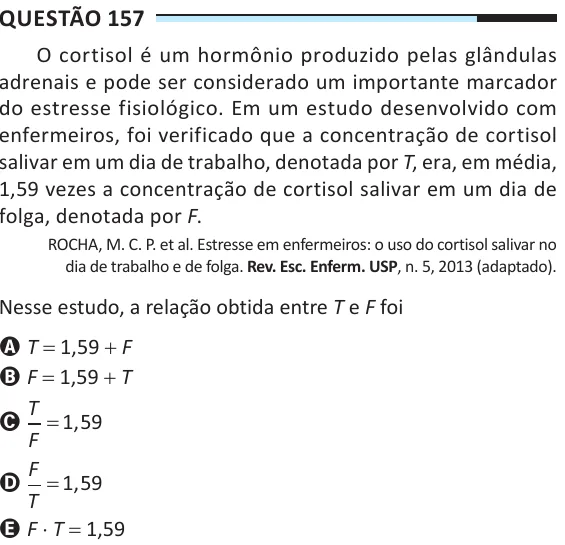 QUESTÃO 157
O cortisol é um hormônio produzido pelas glândulas
adrenais e pode ser considerado um importante marcador
do estresse fisiológico. Em um estudo desenvolvido com
enfermeiros, foi verificado que a concentração de cortisol
salivar em um dia de trabalho, denotada por T, era, em média,
1,59 vezes a concentração de cortisol salivar em um dia de
folga, denotada por F.
ROCHA, M. C. P. et al. Estresse em enfermeiros: o uso do cortisol salivar no
dia de trabalho e de folga. Rev. Esc. Enferm. USP, n. 5, 2013 (adaptado).
Nesse estudo, a relação obtida entre T e F foi
A T = 1,59 + F
B F = 1,59 + T
C T/F = 1,59
D F/T = 1,59
E F · T = 1,59